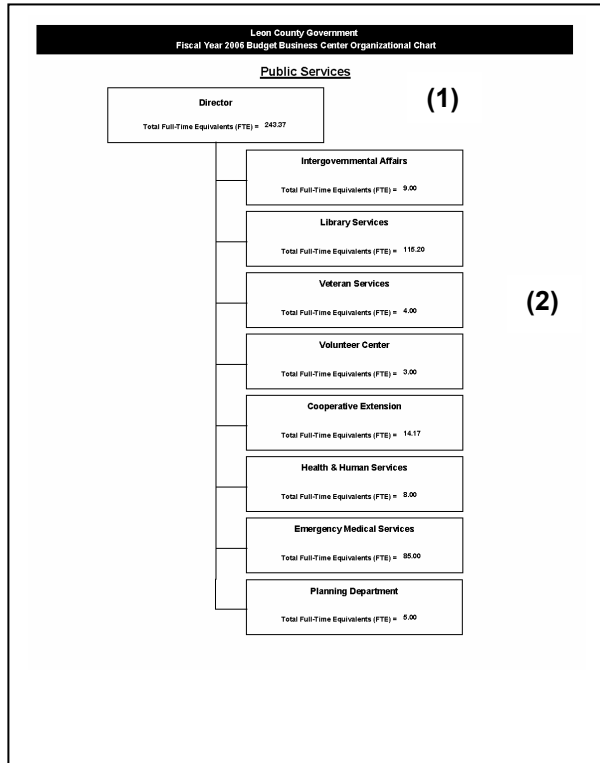 Leon County Government
Fiscal Year 2006 Budget Business Center Organizational Chart
Public Services
(1)
Director
Total Full-Time Equivalents (FTE) = 243.37
Intergovernmental Affairs
Total Full-Time Equivalents (FTE) = 9.00
Library Services
Total Full-Time Equivalents (FTE) = 115.20
Veteran Services
Total Full-Time Equivalents (FTE) = 4.00
(2)
Volunteer Center
Total Full-Time Equivalents (FTE) = 3.00
Cooperative Extension
Total Full-Time Equivalents (FTE) = 14.17
Health & Human Services
Total Full-Time Equivalents (FTE) = 8.00
Emergency Medical Services
Total Full-Time Equivalents (FTE) = 85.00
Planning Department
Total Full-Time Equivalents (FTE) = 5.00